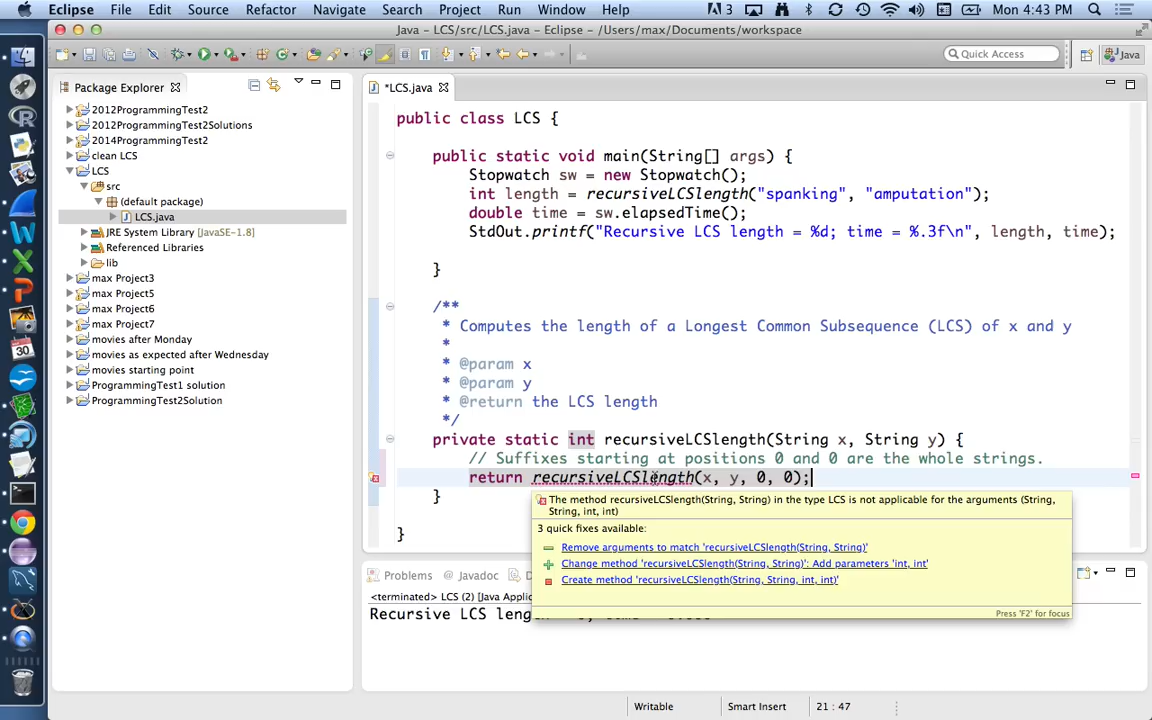 Eclipse File Edit Source Refactor Navigate Search Project Run Window Help 3 Mon 4:43 PM
Java – LCS/src/LCS.java – Eclipse – /Users/max/Documents/workspace
Quick Access Java
Package Explorer
*LCS.java
2012ProgrammingTest2
2012ProgrammingTest2Solutions
2014ProgrammingTest2
clean LCS
LCS
src
(default package)
LCS.java
JRE System Library [JavaSE-1.8]
Referenced Libraries
lib
max Project3
max Project5
max Project6
max Project7
movies after Monday
movies as expected after Wednesday
movies starting point
ProgrammingTest1 solution
ProgrammingTest2Solution
public class LCS {
public static void main(String[] args) {
Stopwatch sw = new Stopwatch();
int length = recursiveLCSlength("spanking", "amputation");
double time = sw.elapsedTime();
StdOut.printf("Recursive LCS length = %d; time = %.3f\n", length, time);
}
/**
* Computes the length of a Longest Common Subsequence (LCS) of x and y
*
* @param x
* @param y
* @return the LCS length
*/
private static int recursiveLCSlength(String x, String y) {
// Suffixes starting at positions 0 and 0 are the whole strings.
return recursiveLCSlength(x, y, 0, 0);
}
}
The method recursiveLCSlength(String, String) in the type LCS is not applicable for the arguments (String,
String, int, int)
3 quick fixes available:
Remove arguments to match 'recursiveLCSlength(String, String)'
Change method 'recursiveLCSlength(String, String)': Add parameters 'int, int'
Create method 'recursiveLCSlength(String, String, int, int)'
Press 'F2' for focus
Problems @ Javadoc
<terminated> LCS (2) [Java Applic
Recursive LCS leng
Writable Smart Insert 21 : 47